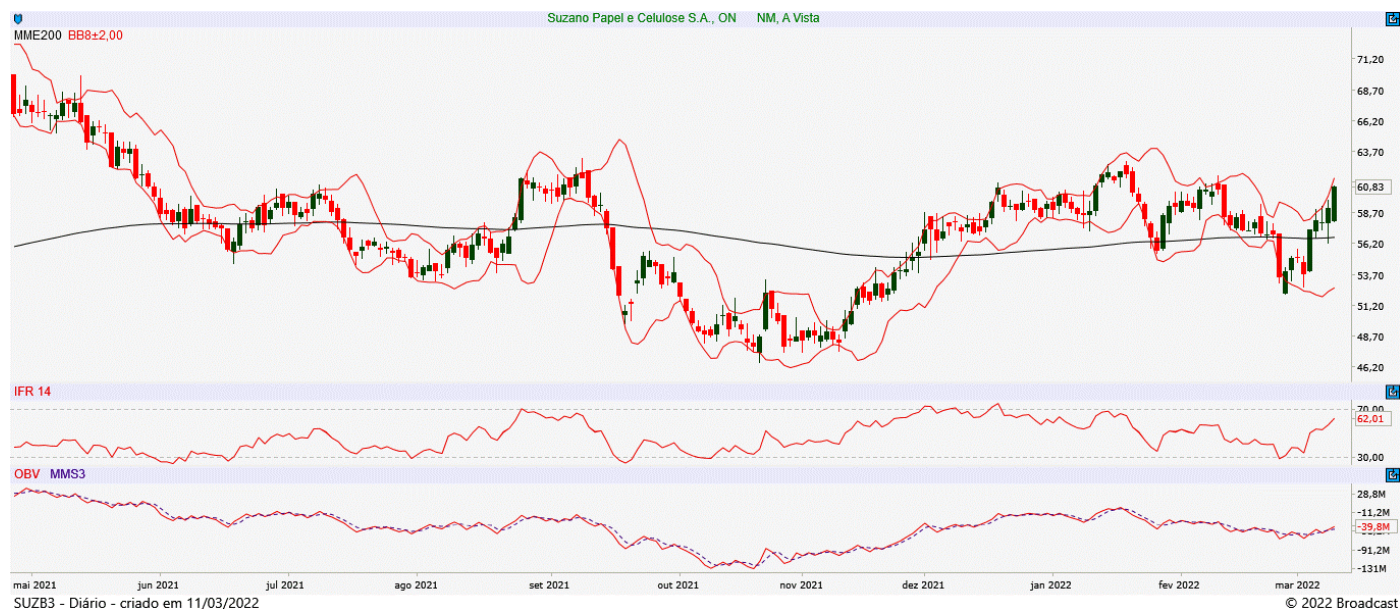 Suzano Papel e Celulose S.A., ON NM, A Vista
MME200 BB8±2,00
71,20
68,70
66,20
63,70
60,83
58,70
56,20
53,70
51,20
48,70
46,20
IFR 14
70,00
62,01
30,00
OBV MMS3
28,8M
-11,2M
-39,8M
-91,2M
-131M
mai 2021 jun 2021 jul 2021 ago 2021 set 2021 out 2021 nov 2021 dez 2021 jan 2022 fev 2022 mar 2022
SUZB3 - Diário - criado em 11/03/2022 © 2022 Broadcast